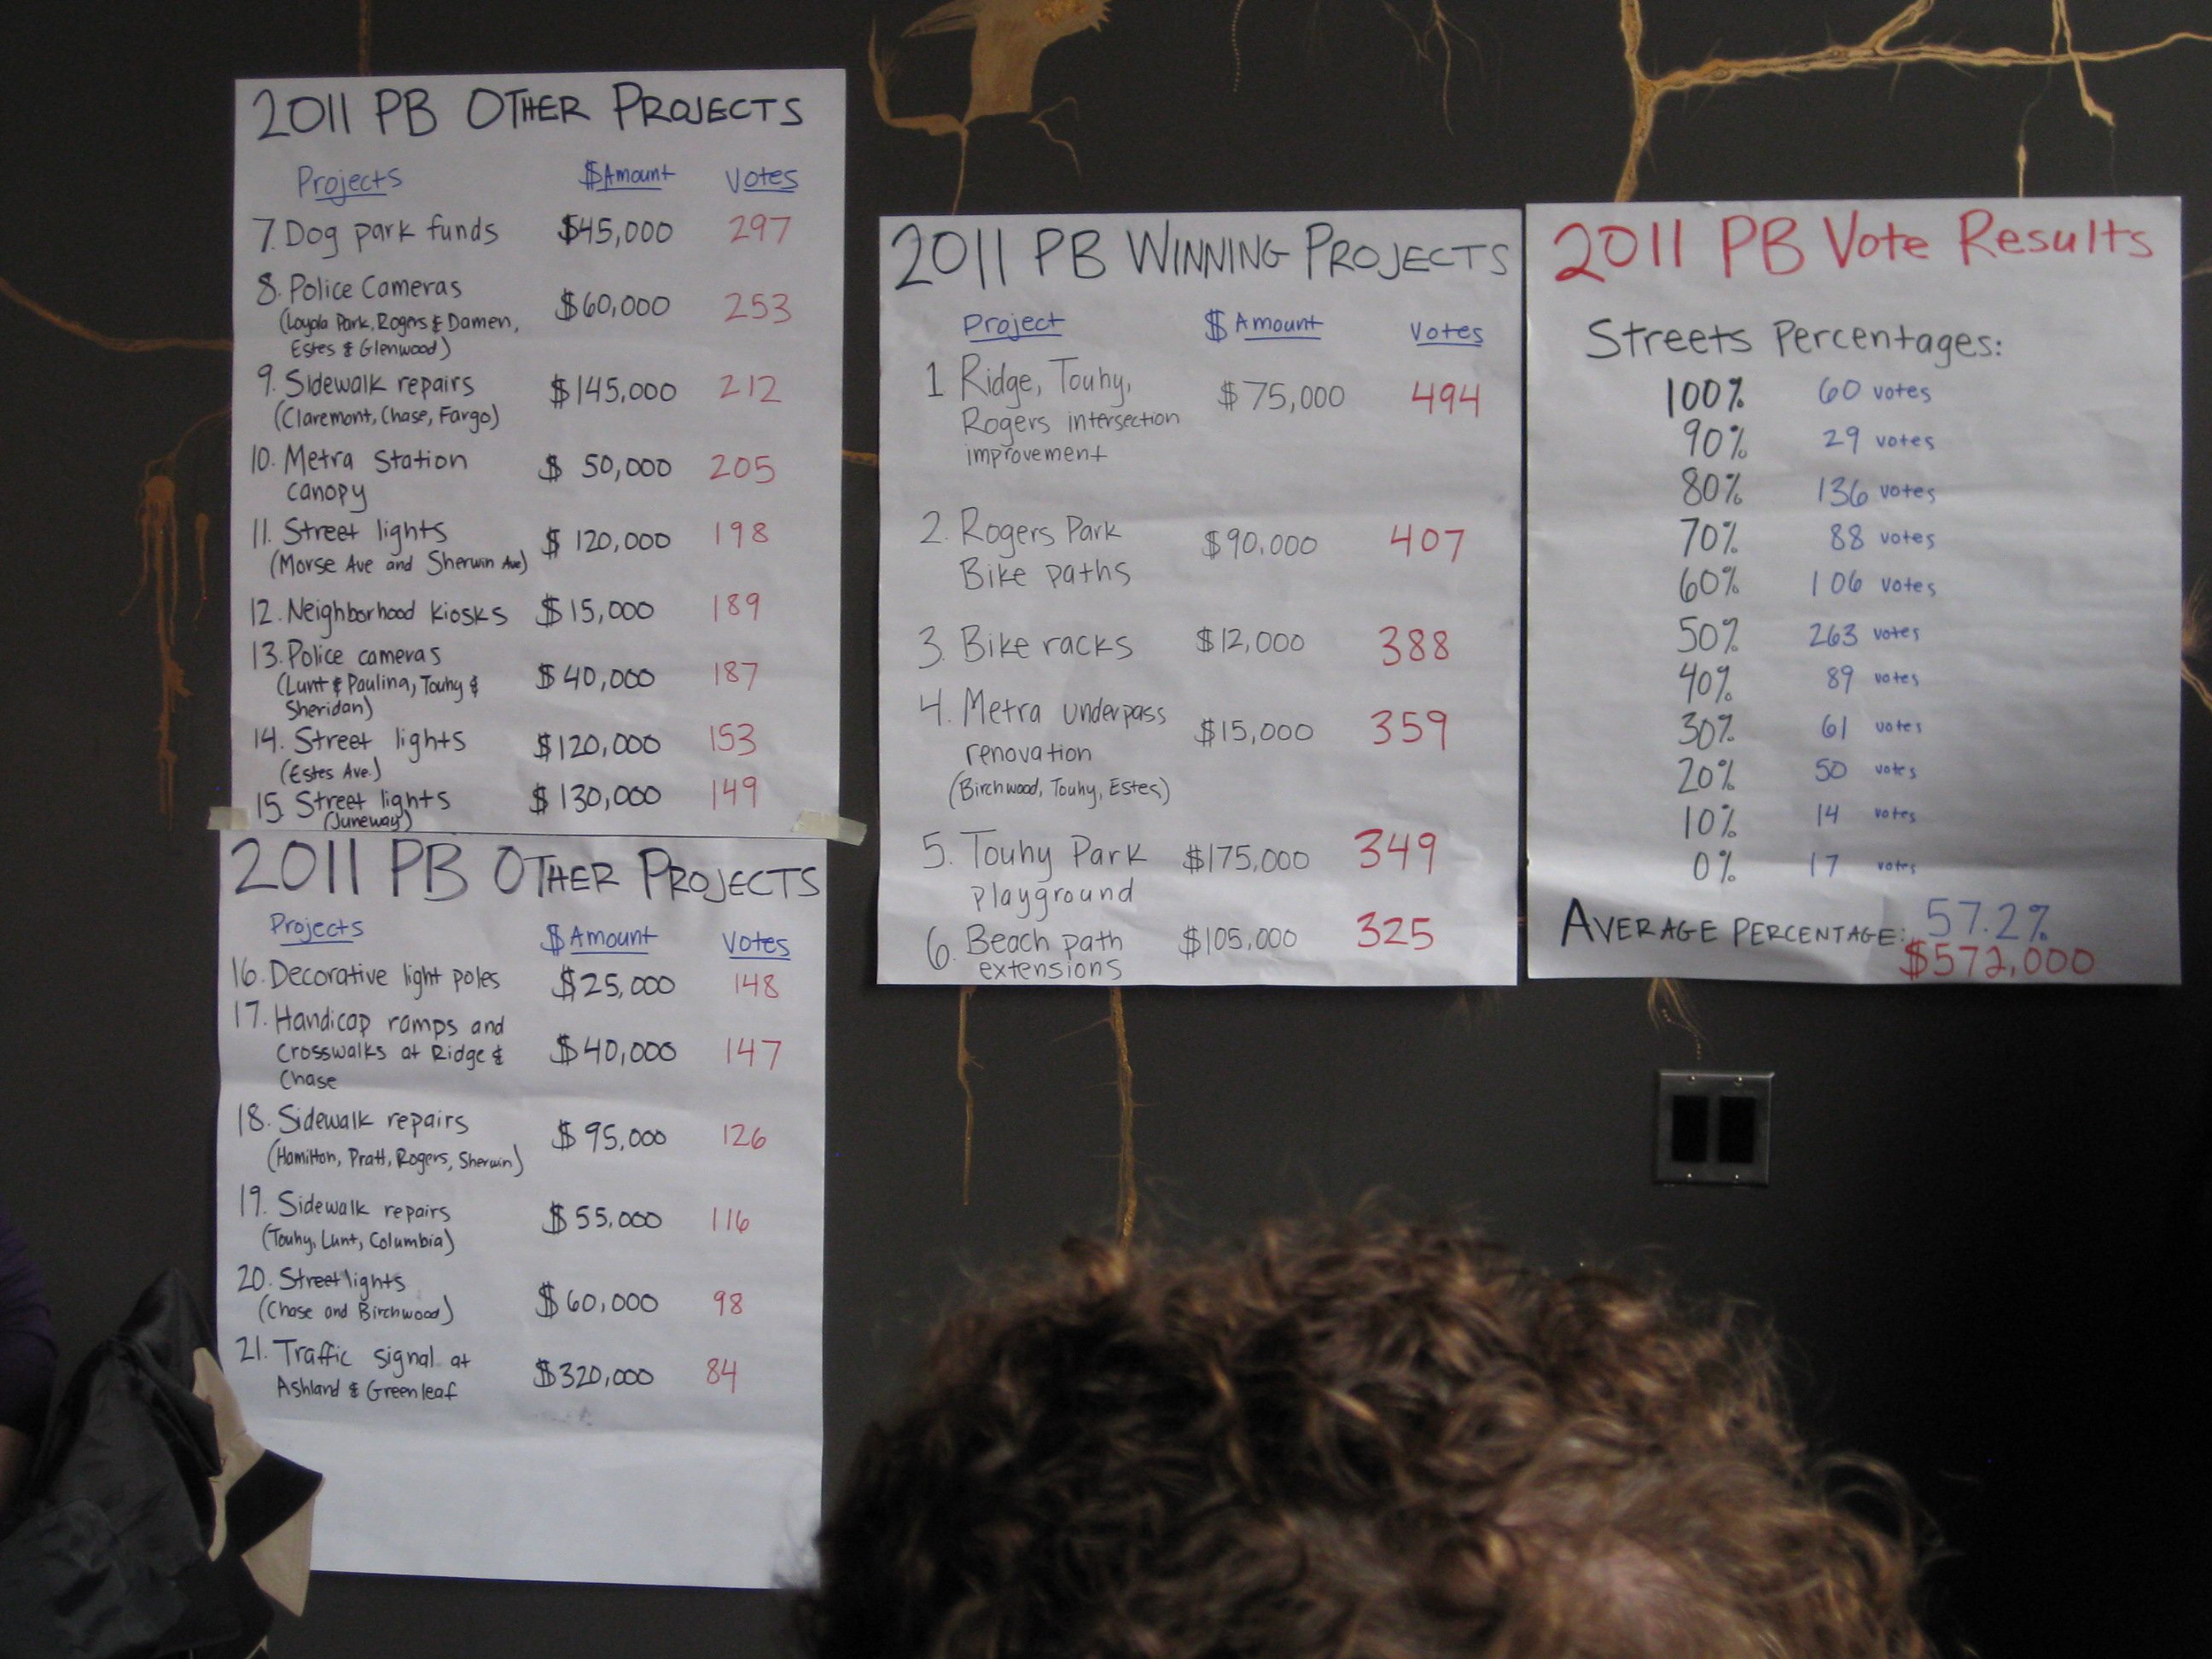 2011 PB OTHER PROJECTS
Projects $Amount Votes
7. Dog park funds $45,000 297
8. Police Cameras $60,000 253
(Loyola Park, Rogers & Damen,
Estes & Glenwood)
9. Sidewalk repairs $145,000 212
(Claremont, Chase, Fargo)
10. Metra Station $ 50,000 205
canopy
11. Street lights $ 120,000 198
(Morse Ave and Sherwin Ave)
12. Neighborhood Kiosks $15,000 189
13. Police cameras $40,000 187
(Lunt & Paulina, Touhy &
Sheridan)
14. Street lights $120,000 153
(Estes Ave.)
15. Street lights $130,000 149
(Juneway)
2011 PB OTHER PROJECTS
Projects $Amount Votes
16. Decorative light poles $25,000 148
17. Handicap ramps and $40,000 147
Crosswalks at Ridge &
Chase
18. Sidewalk repairs $95,000 126
(Hamilton, Pratt, Rogers, Sherwin)
19. Sidewalk repairs $55,000 116
(Touhy, Lunt, Columbia)
20. Streetlights $60,000 98
(Chase and Birchwood)
21. Traffic signal at $320,000 84
Ashland & Greenleaf
2011 PB WINNING PROJECTS
Project $ Amount Votes
1 Ridge, Touhy, $75,000 494
Rogers intersection
improvement
2. Rogers Park $90,000 407
Bike paths
3. Bike racks $12,000 388
4. Metra underpass $15,000 359
renovation
(Birchwood, Touhy, Estes)
5. Touhy Park $175,000 349
playground
6. Beach path $105,000 325
extensions
2011 PB Vote Results
Streets Percentages:
100% 60 votes
90% 29 votes
80% 136 votes
70% 88 votes
60% 106 votes
50% 263 votes
40% 89 votes
30% 61 votes
20% 50 votes
10% 14 votes
0% 17 votes
AVERAGE PERCENTAGE: 57.2%
$572,000